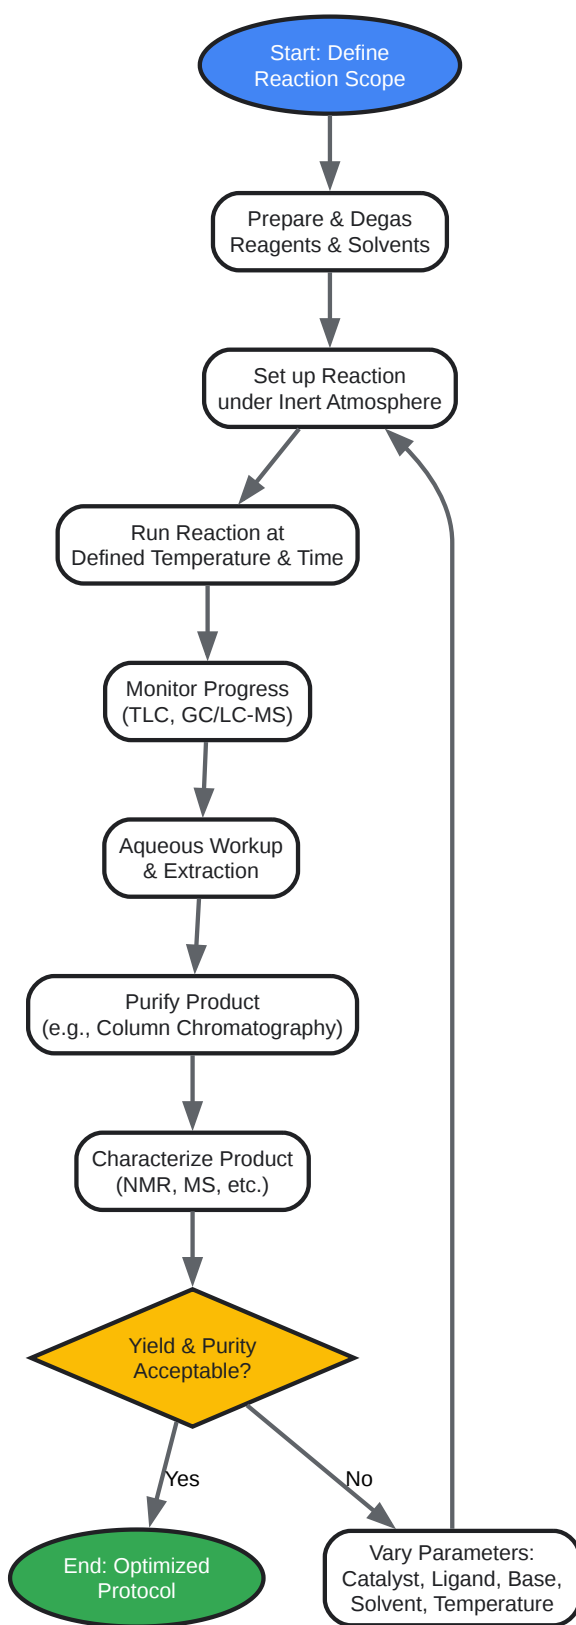 Start: Define
Reaction Scope
Prepare & Degas
Reagents & Solvents
Set up Reaction
under Inert Atmosphere
Run Reaction at
Defined Temperature & Time
Monitor Progress
(TLC, GC/LC-MS)
Aqueous Workup
& Extraction
Purify Product
(e.g., Column Chromatography)
Characterize Product
(NMR, MS, etc.)
Yield & Purity
Acceptable?
Yes
No
End: Optimized
Protocol
Vary Parameters:
Catalyst, Ligand, Base,
Solvent, Temperature